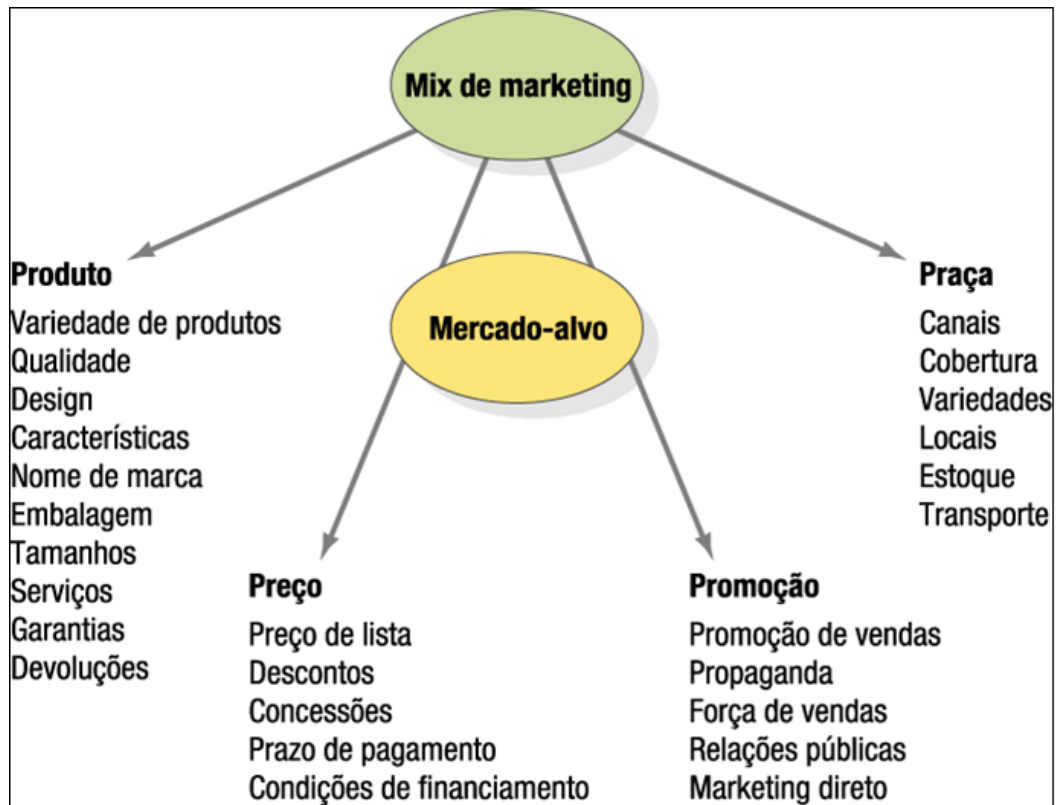 Mix de marketing
Mercado-alvo
Produto
Variedade de produtos
Qualidade
Design
Características
Nome de marca
Embalagem
Tamanhos
Serviços
Garantias
Devoluções
Preço
Preço de lista
Descontos
Concessões
Prazo de pagamento
Condições de financiamento
Promoção
Promoção de vendas
Propaganda
Força de vendas
Relações públicas
Marketing direto
Praça
Canais
Cobertura
Variedades
Locais
Estoque
Transporte